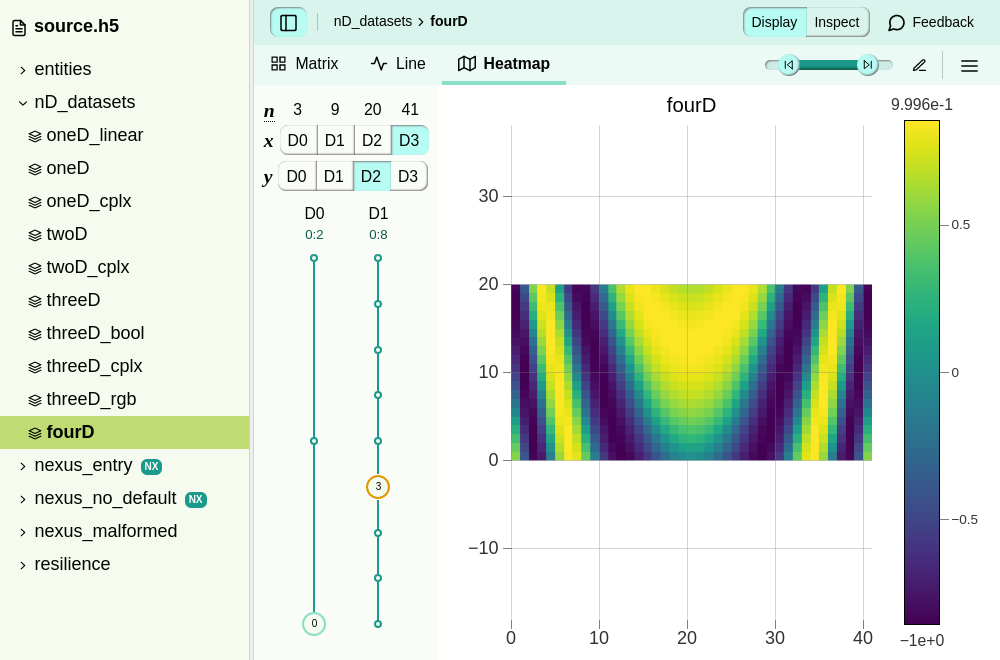 source.h5
entities
nD_datasets
oneD_linear
oneD
oneD_cplx
twoD
twoD_cplx
threeD
threeD_bool
threeD_cplx
threeD_rgb
fourD
nexus_entry NX
nexus_no_default NX
nexus_malformed
resilience
nD_datasets fourD
Display Inspect Feedback
Matrix Line Heatmap
n 3 9 20 41
x D0 D1 D2 D3
y D0 D1 D2 D3
D0 D1
0:2 0:8
3
0
fourD
30
20
10
0
−10
0 10 20 30 40
9.996e-1
0.5
0
−0.5
−1e+0